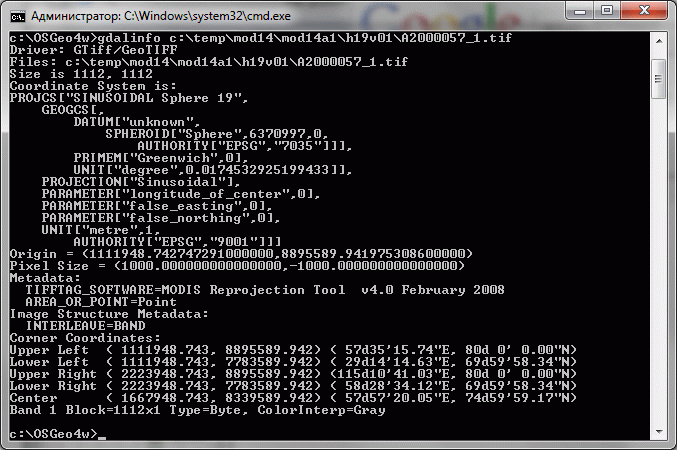 Администратор: C:\Windows\system32\cmd.exe
c:\OSGeo4w>gdalinfo c:\temp\mod14\mod14a1\h19v01\A2000057_1.tif
Driver: GTiff/GeoTIFF
Files: c:\temp\mod14\mod14a1\h19v01\A2000057_1.tif
Size is 1112, 1112
Coordinate System is:
PROJCS["SINUSOIDAL Sphere 19",
    GEOGCS[,
        DATUM["unknown",
            SPHEROID["Sphere",6370997,0,
                AUTHORITY["EPSG","7035"]]],
        PRIMEM["Greenwich",0],
        UNIT["degree",0.0174532925199433]],
    PROJECTION["Sinusoidal"],
    PARAMETER["longitude_of_center",0],
    PARAMETER["false_easting",0],
    PARAMETER["false_northing",0],
    UNIT["metre",1,
        AUTHORITY["EPSG","9001"]]]
Origin = (1111948.742747291000000,8895589.941975308600000)
Pixel Size = (1000.000000000000000,-1000.000000000000000)
Metadata:
  TIFFTAG_SOFTWARE=MODIS Reprojection Tool  v4.0 February 2008
  AREA_OR_POINT=Point
Image Structure Metadata:
  INTERLEAVE=BAND
Corner Coordinates:
Upper Left  ( 1111948.743, 8895589.942) ( 57d35'15.74"E, 80d 0' 0.00"N)
Lower Left  ( 1111948.743, 7783589.942) ( 29d14'14.63"E, 69d59'58.34"N)
Upper Right ( 2223948.743, 8895589.942) (115d10'41.03"E, 80d 0' 0.00"N)
Lower Right ( 2223948.743, 7783589.942) ( 58d28'34.12"E, 69d59'58.34"N)
Center      ( 1667948.743, 8339589.942) ( 57d57'20.05"E, 74d59'59.17"N)
Band 1 Block=1112x1 Type=Byte, ColorInterp=Gray
c:\OSGeo4w>_